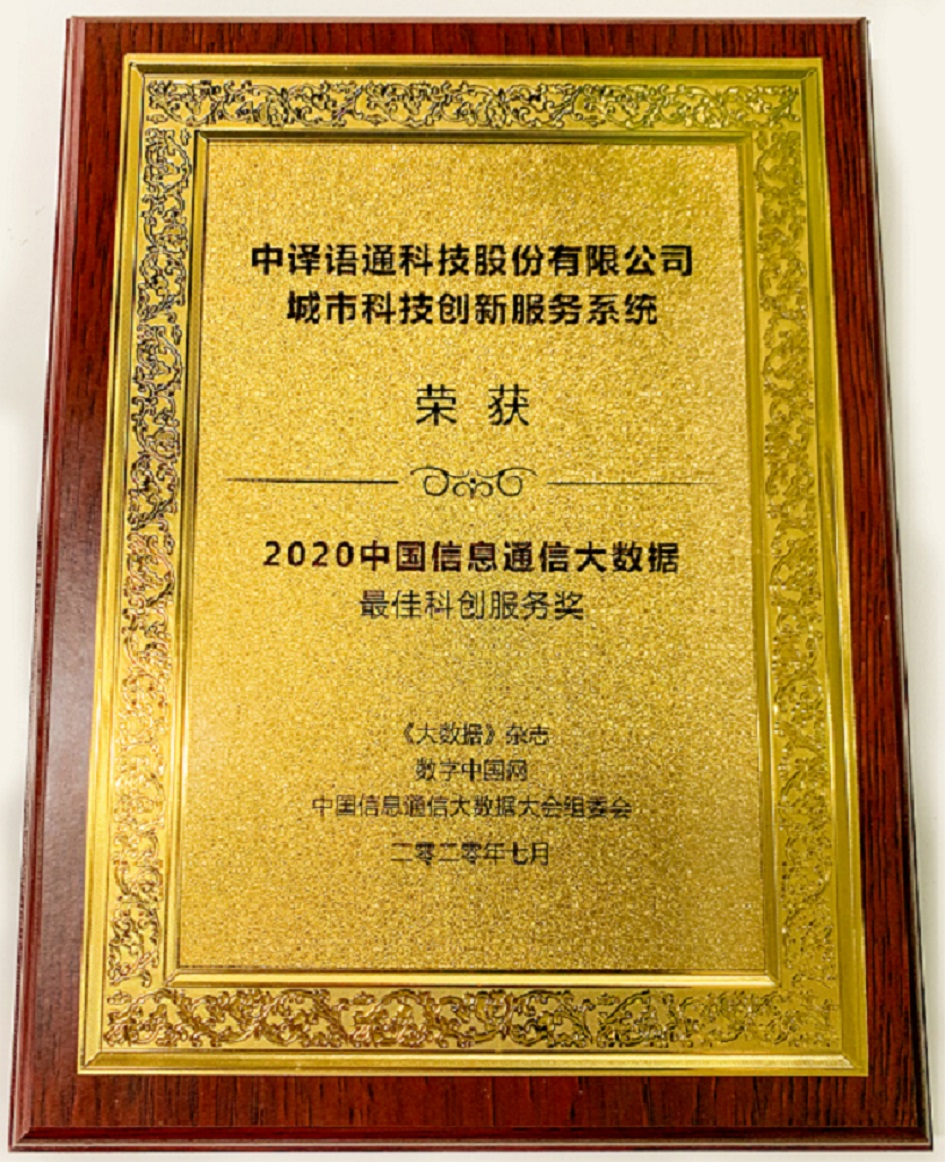 中译语通科技股份有限公司
城市科技创新服务系统
荣获
2020中国信息通信大数据
最佳科创服务奖
《大数据》杂志
数字中国网
中国信息通信大数据大会组委会
二零二零年七月